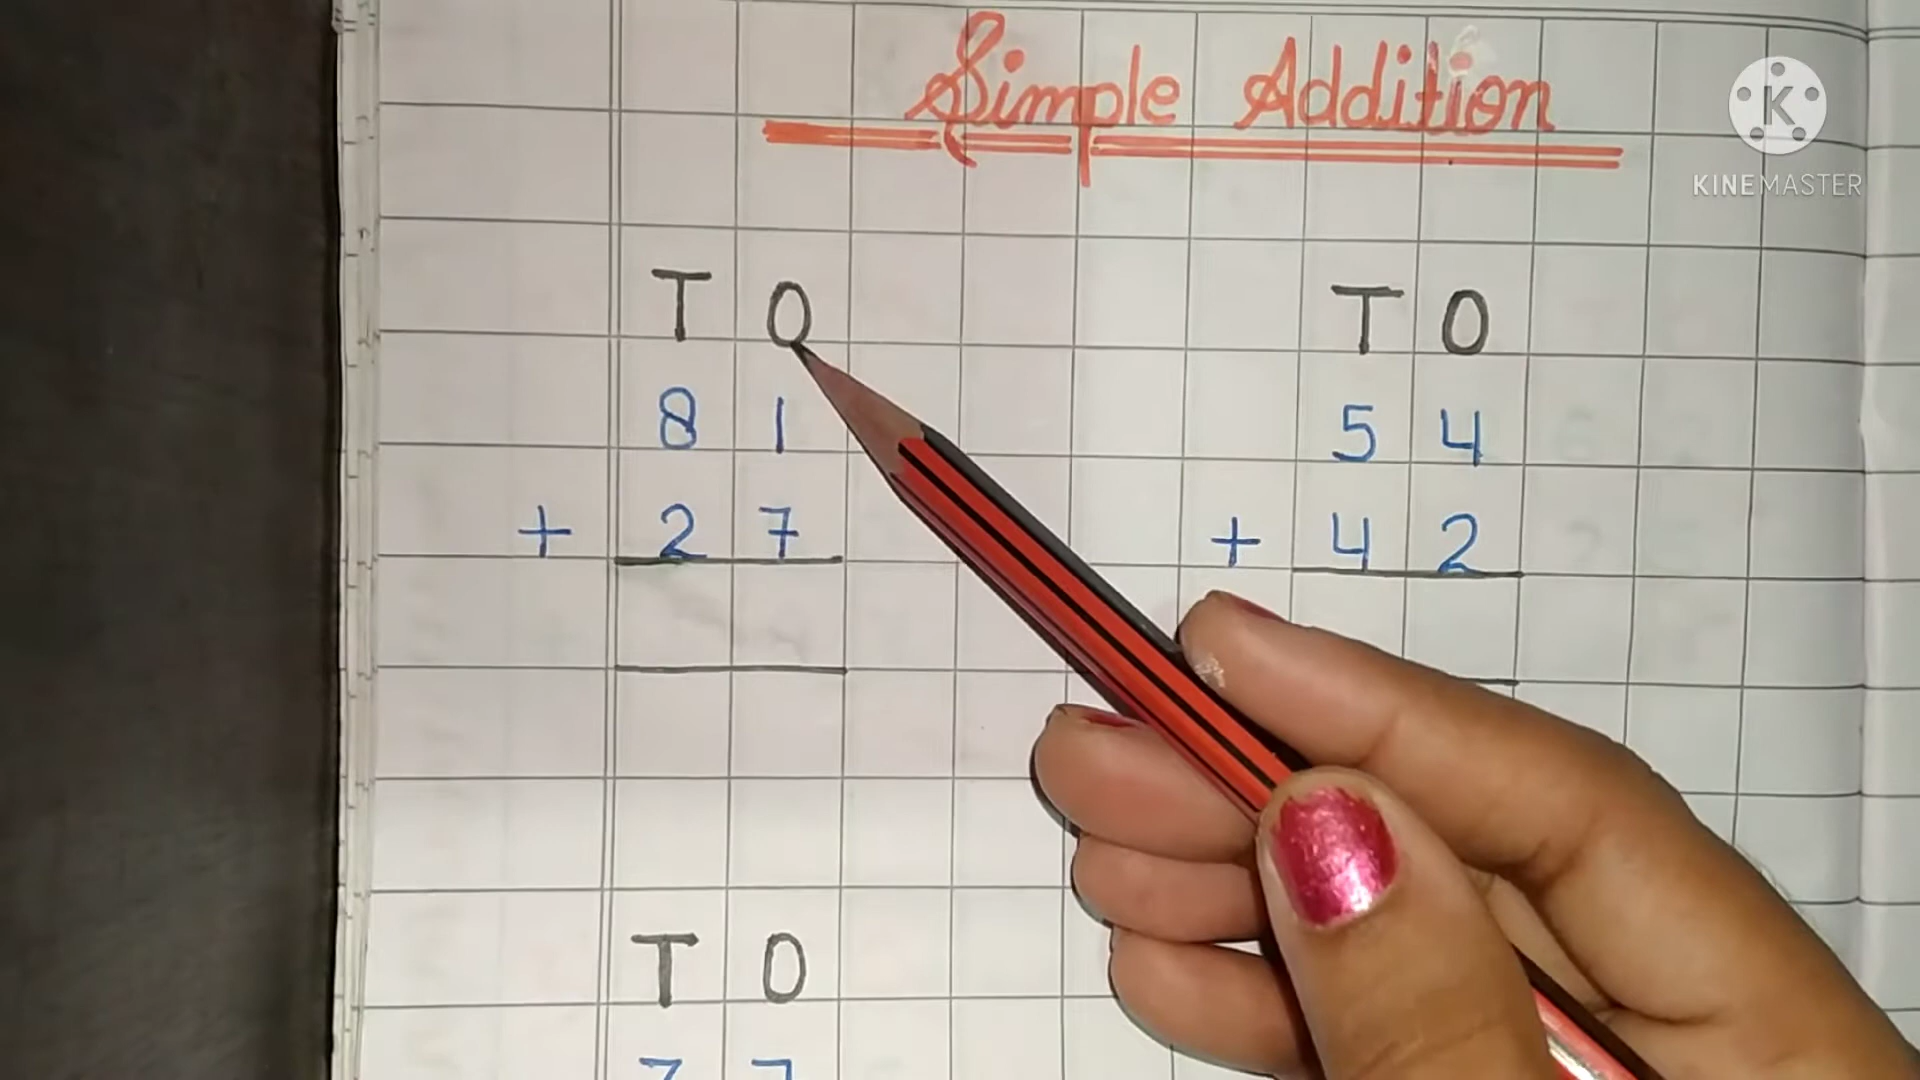 Simple Addition
KINEMASTER
T O
8 1
+ 2 7
T O
5 4
+ 4 2
T O